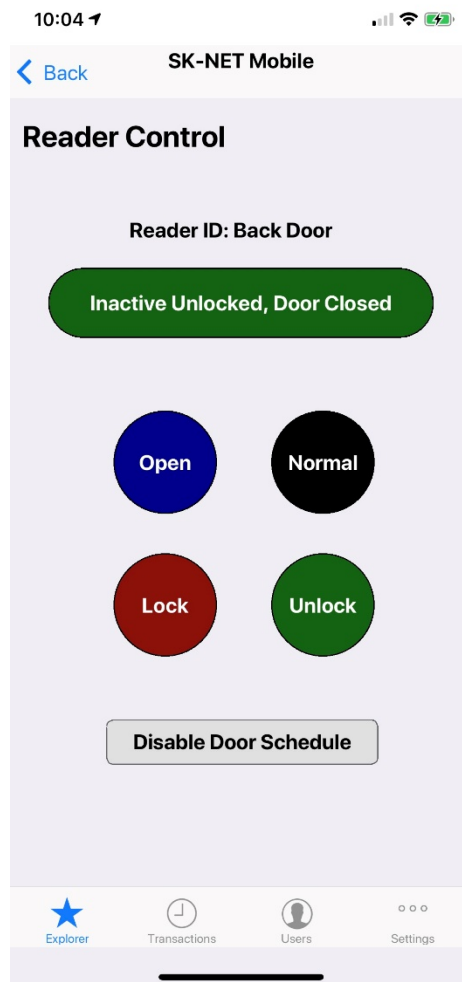 10:04
Back
SK-NET Mobile
Reader Control
Reader ID: Back Door
Inactive Unlocked, Door Closed
Open
Normal
Lock
Unlock
Disable Door Schedule
Explorer
Transactions
Users
Settings